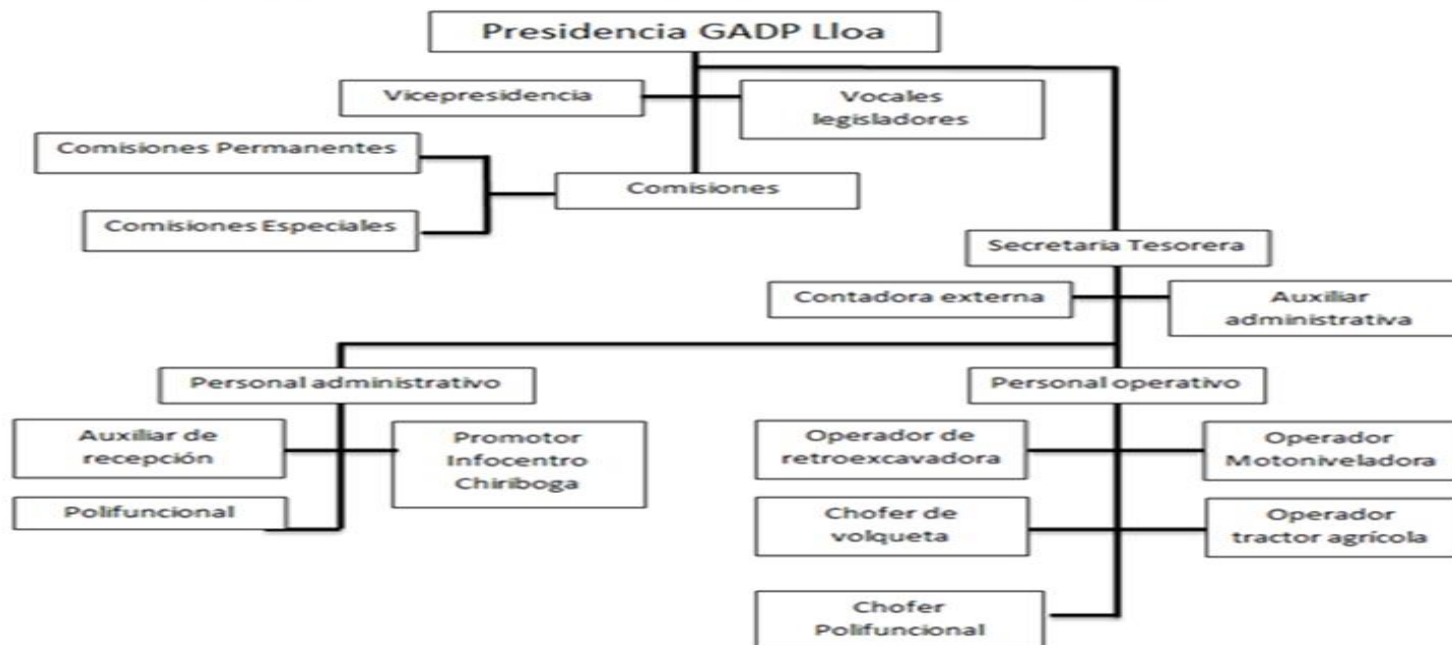 Presidencia GADP Lloa
Vicepresidencia
Vocales
legisladores
Comisiones Permanentes
Comisiones
Comisiones Especiales
Secretaria Tesorera
Contadora externa
Auxiliar
administrativa
Personal administrativo
Personal operativo
Auxiliar de
recepción
Promotor
Infocentro
Chiriboga
Polifuncional
Operador de
retroexcavadora
Operador
Motoniveladora
Chofer de
volqueta
Operador
tractor agrícola
Chofer
Polifuncional